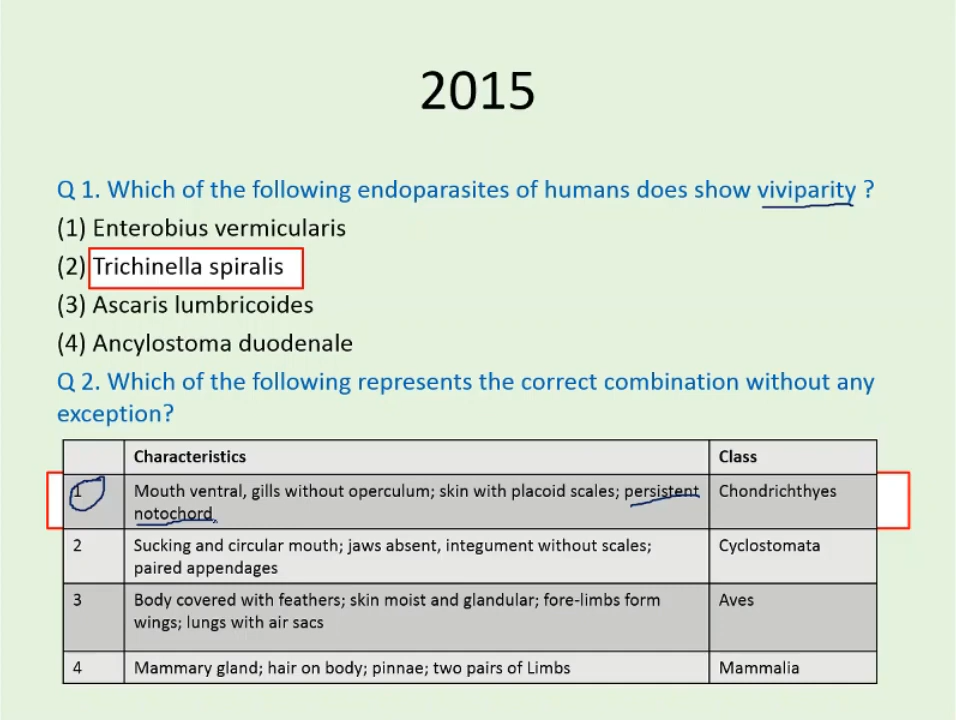 2015
Q 1. Which of the following endoparasites of humans does show viviparity ?
(1) Enterobius vermicularis
(2) Trichinella spiralis
(3) Ascaris lumbricoides
(4) Ancylostoma duodenale
Q 2. Which of the following represents the correct combination without any
exception?
Characteristics Class
1 Mouth ventral, gills without operculum; skin with placoid scales; persistent Chondrichthyes
notochord
2 Sucking and circular mouth; jaws absent, integument without scales; Cyclostomata
paired appendages
3 Body covered with feathers; skin moist and glandular; fore-limbs form Aves
wings; lungs with air sacs
4 Mammary gland; hair on body; pinnae; two pairs of Limbs Mammalia